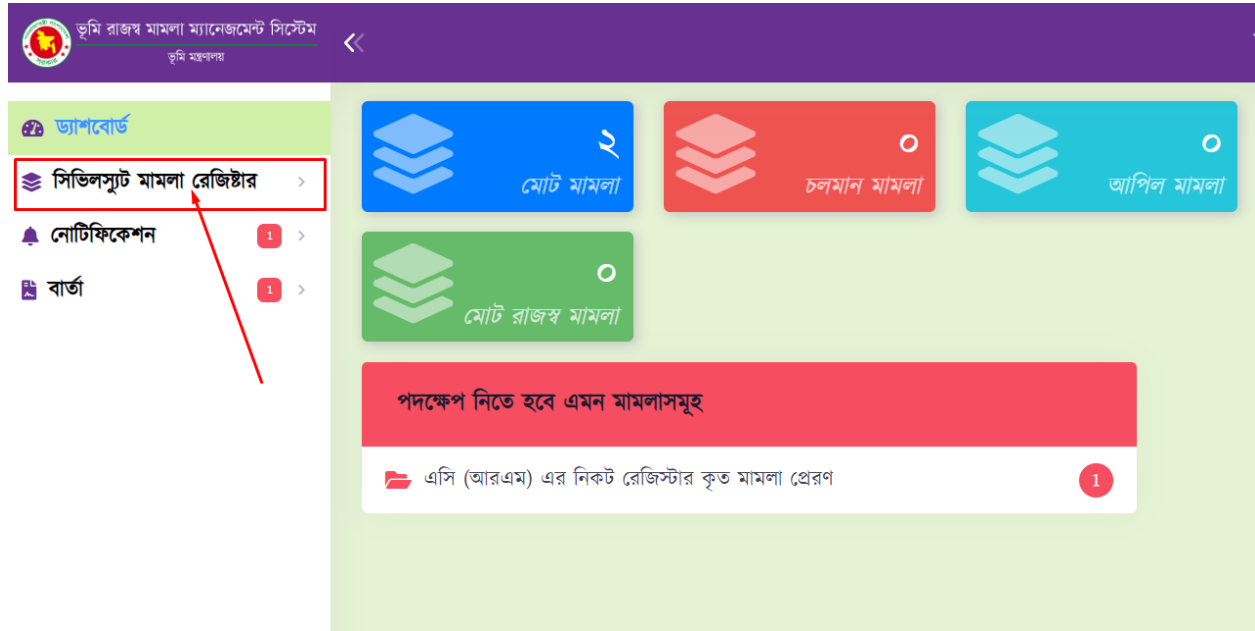 ভূমি রাজস্ব মামলা ম্যানেজমেন্ট সিস্টেম
ভূমি মন্ত্রণালয়
ড্যাশবোর্ড
সিভিলস্যুট মামলা রেজিষ্টার
নোটিফিকেশন 1
বার্তা 1
২
মোট মামলা
০
চলমান মামলা
০
আপিল মামলা
০
মোট রাজস্ব মামলা
পদক্ষেপ নিতে হবে এমন মামলাসমূহ
এসি (আরএম) এর নিকট রেজিস্টার কৃত মামলা প্রেরণ 1